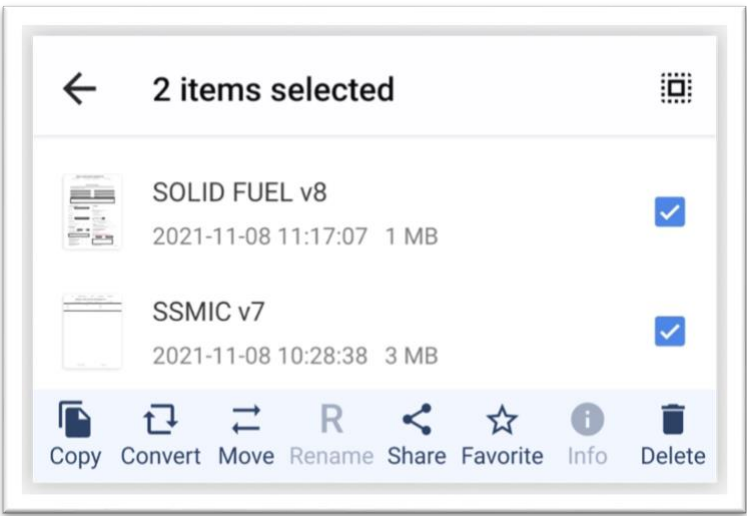 2 items selected
SOLID FUEL v8
2021-11-08 11:17:07 1 MB
SSMIC v7
2021-11-08 10:28:38 3 MB
R
Copy Convert Move Rename Share Favorite Info Delete